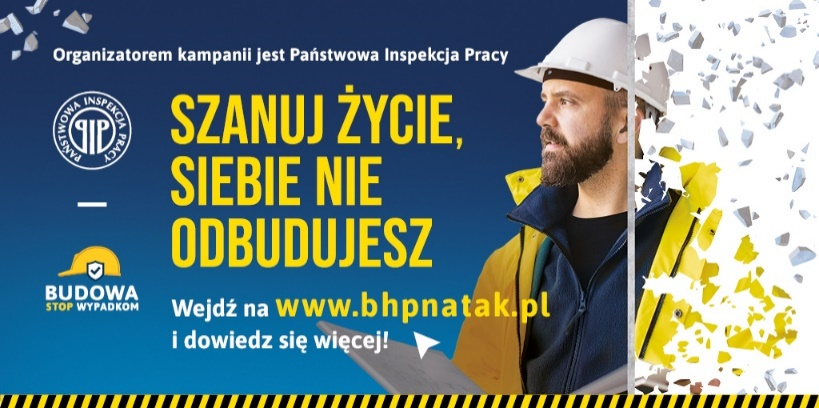 Organizatorem kampanii jest Państwowa Inspekcja Pracy
PAŃSTWOWA INSPEKCJA PRACY
PIP
SZANUJ ŻYCIE,
SIEBIE NIE
ODBUDUJESZ
BUDOWA
STOP WYPADKOM
Wejdź na www.bhpnatak.pl
i dowiedz się więcej!